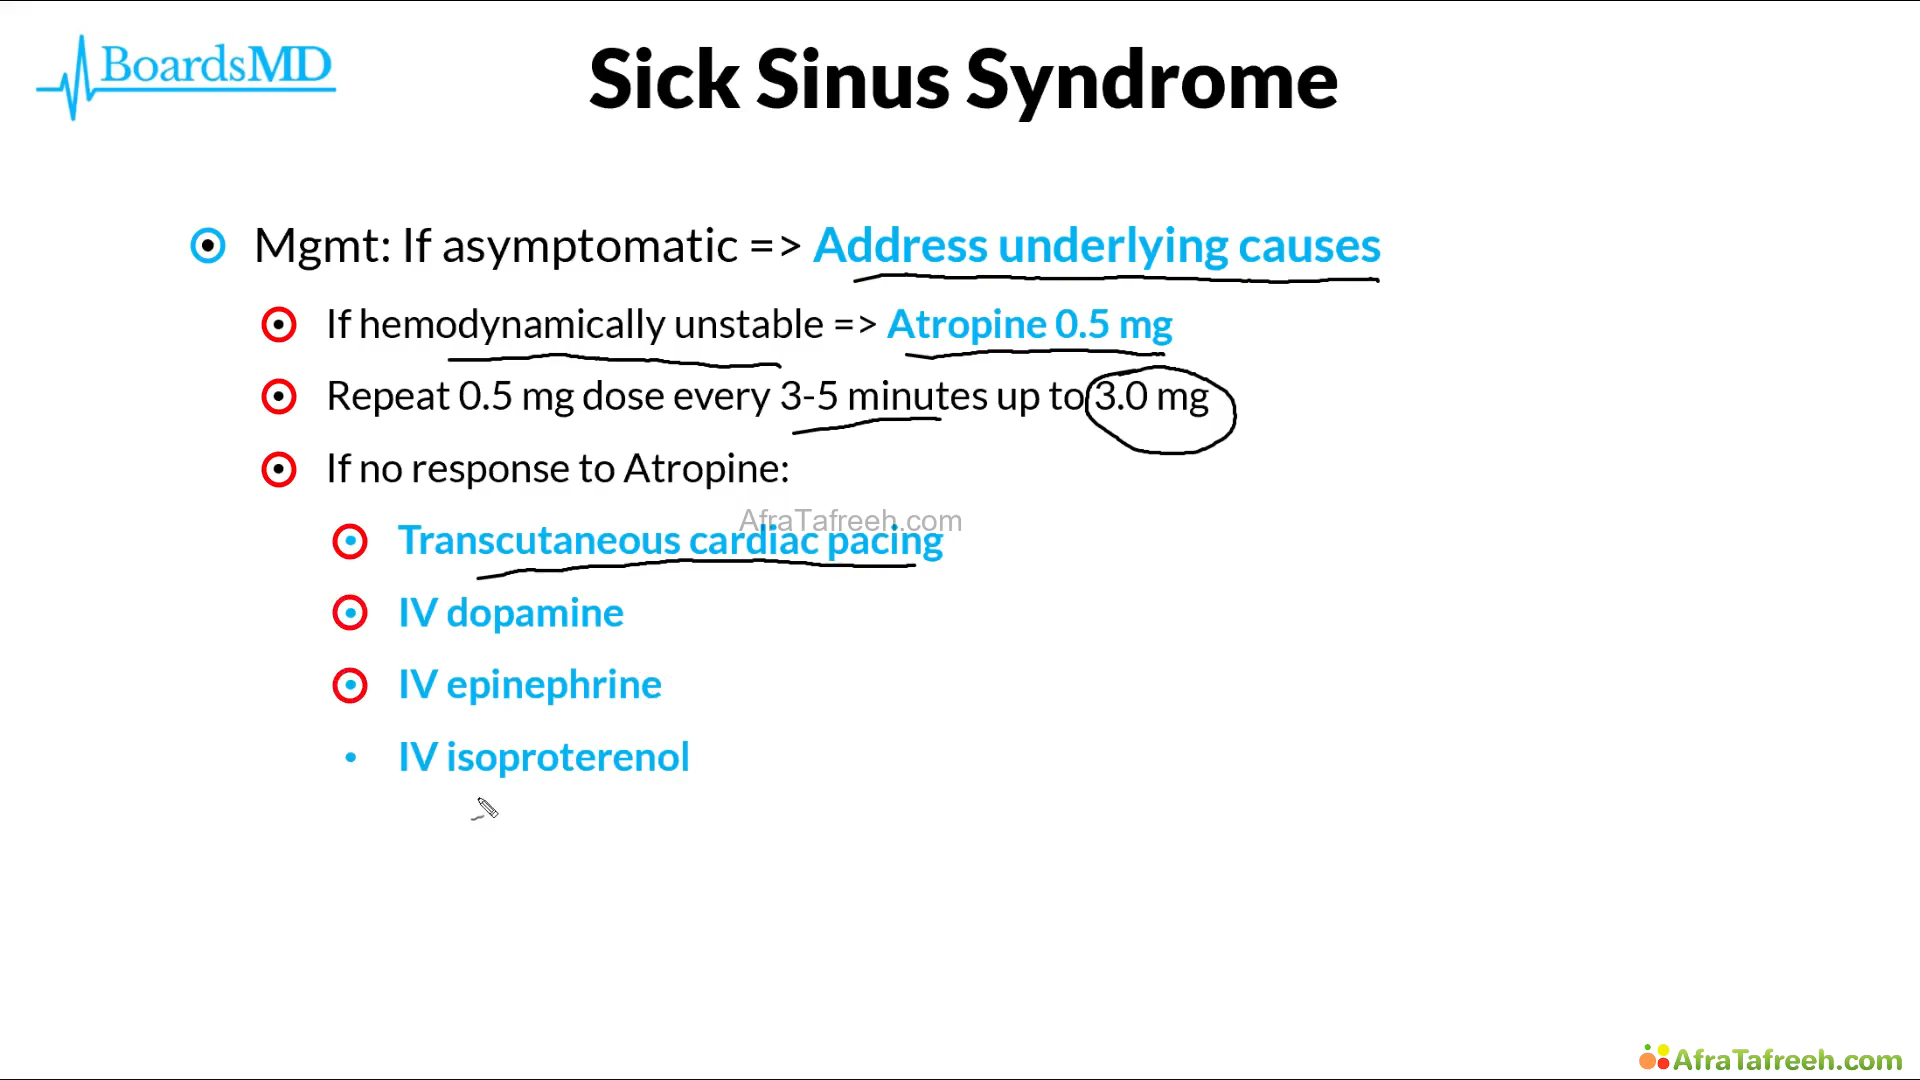 BoardsMD
Sick Sinus Syndrome
Mgmt: If asymptomatic => Address underlying causes
If hemodynamically unstable => Atropine 0.5 mg
Repeat 0.5 mg dose every 3-5 minutes up to 3.0 mg
If no response to Atropine:
AfraTafreeh.com
Transcutaneous cardiac pacing
IV dopamine
IV epinephrine
IV isoproterenol
AfraTafreeh.com